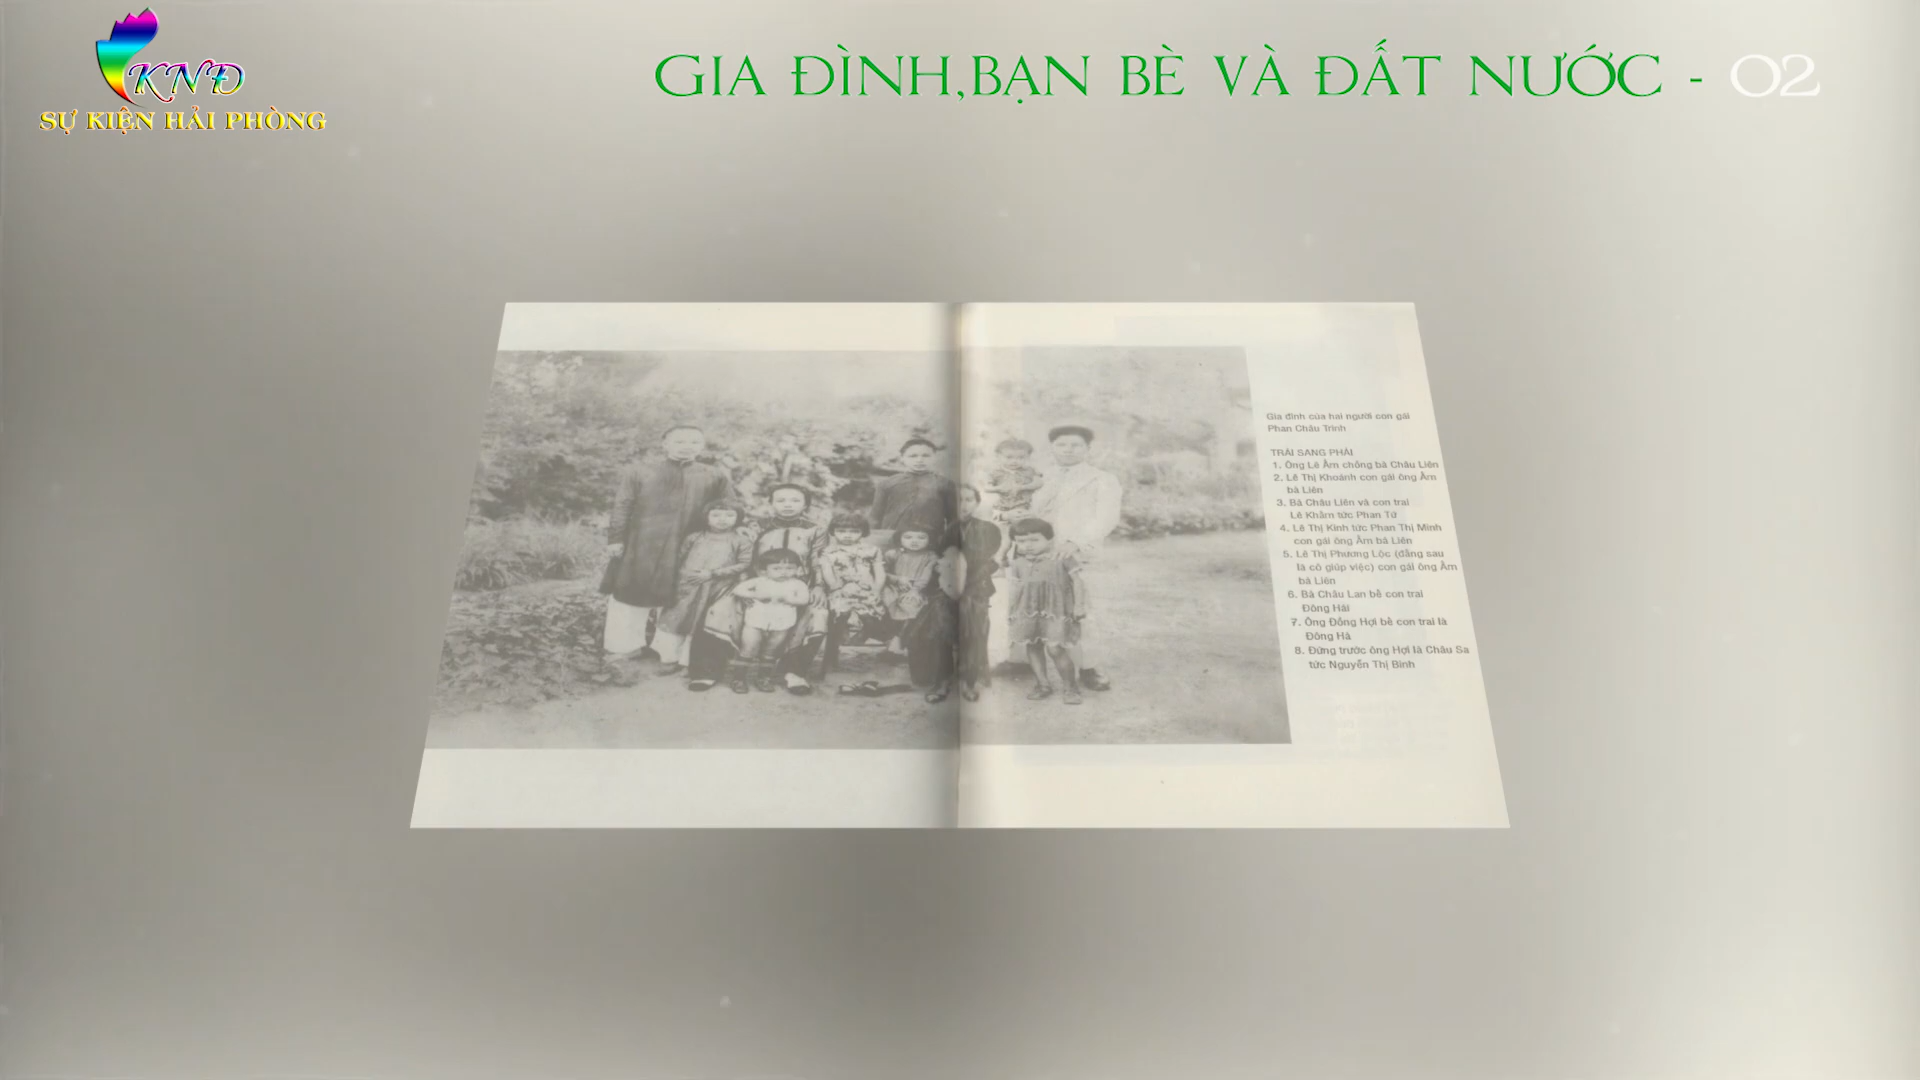 KNĐ
SỰ KIỆN HẢI PHÒNG
GIA ĐÌNH,BẠN BÈ VÀ ĐẤT NƯỚC - 02
Gia đình của hai người con gái
Phan Châu Trinh
TRÁI SANG PHẢI
1. Ông Lê Ấm chồng bà Châu Liên
2. Lê Thị Khoánh con gái ông Ấm
bà Liên
3. Bà Châu Liên và con trai
Lê Khâm tức Phan Tứ
4. Lê Thị Kinh tức Phan Thị Minh
con gái ông Ấm bà Liên
5. Lê Thị Phương Lộc (đằng sau
là cô giúp việc) con gái ông Ấm
bà Liên
6. Bà Châu Lan bế con trai
Đông Hải
7. Ông Đồng Hợi bế con trai là
Đông Hà
8. Đứng trước ông Hợi là Châu Sa
tức Nguyễn Thị Bình